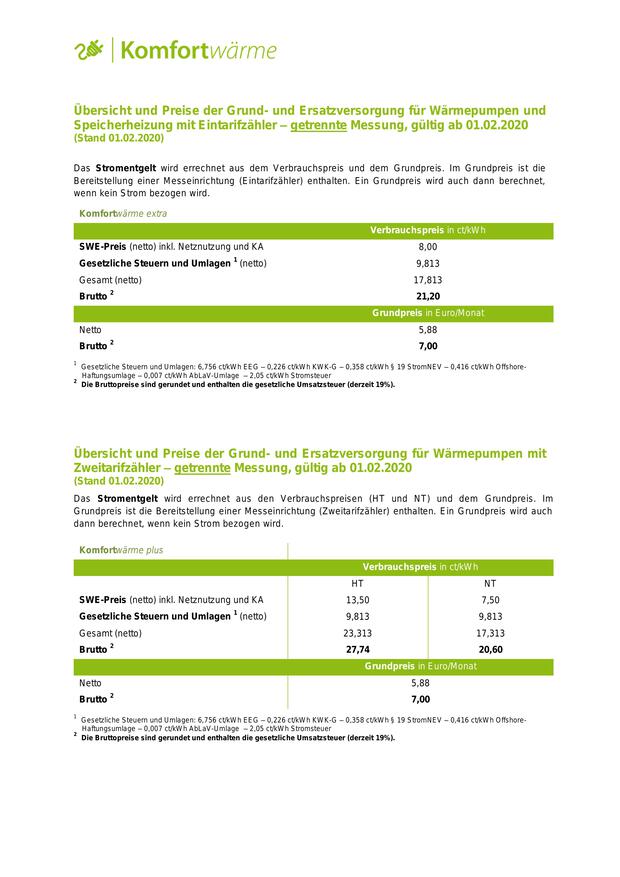 Komfortwärme
Übersicht und Preise der Grund- und Ersatzversorgung für Wärmepumpen und
Speicherheizung mit Eintarifzähler – getrennte Messung, gültig ab 01.02.2020
(Stand 01.02.2020)
Das Stromentgelt wird errechnet aus dem Verbrauchspreis und dem Grundpreis. Im Grundpreis ist die
Bereitstellung einer Messeinrichtung (Eintarifzähler) enthalten. Ein Grundpreis wird auch dann berechnet,
wenn kein Strom bezogen wird.
Komfortwärme extra
Verbrauchspreis in ct/kWh
SWE-Preis (netto) inkl. Netznutzung und KA 8,00
Gesetzliche Steuern und Umlagen 1 (netto) 9,813
Gesamt (netto) 17,813
Brutto 2 21,20
Grundpreis in Euro/Monat
Netto 5,88
Brutto 2 7,00
1 Gesetzliche Steuern und Umlagen: 6,756 ct/kWh EEG – 0,226 ct/kWh KWK-G – 0,358 ct/kWh § 19 StromNEV – 0,416 ct/kWh Offshore-
Haftungsumlage – 0,007 ct/kWh AbLaV-Umlage – 2,05 ct/kWh Stromsteuer
2 Die Bruttopreise sind gerundet und enthalten die gesetzliche Umsatzsteuer (derzeit 19%).
Übersicht und Preise der Grund- und Ersatzversorgung für Wärmepumpen mit
Zweitarifzähler – getrennte Messung, gültig ab 01.02.2020
(Stand 01.02.2020)
Das Stromentgelt wird errechnet aus den Verbrauchspreisen (HT und NT) und dem Grundpreis. Im
Grundpreis ist die Bereitstellung einer Messeinrichtung (Zweitarifzähler) enthalten. Ein Grundpreis wird auch
dann berechnet, wenn kein Strom bezogen wird.
Komfortwärme plus
Verbrauchspreis in ct/kWh
HT NT
SWE-Preis (netto) inkl. Netznutzung und KA 13,50 7,50
Gesetzliche Steuern und Umlagen 1 (netto) 9,813 9,813
Gesamt (netto) 23,313 17,313
Brutto 2 27,74 20,60
Grundpreis in Euro/Monat
Netto 5,88
Brutto 2 7,00
1 Gesetzliche Steuern und Umlagen: 6,756 ct/kWh EEG – 0,226 ct/kWh KWK-G – 0,358 ct/kWh § 19 StromNEV – 0,416 ct/kWh Offshore-
Haftungsumlage – 0,007 ct/kWh AbLaV-Umlage – 2,05 ct/kWh Stromsteuer
2 Die Bruttopreise sind gerundet und enthalten die gesetzliche Umsatzsteuer (derzeit 19%).